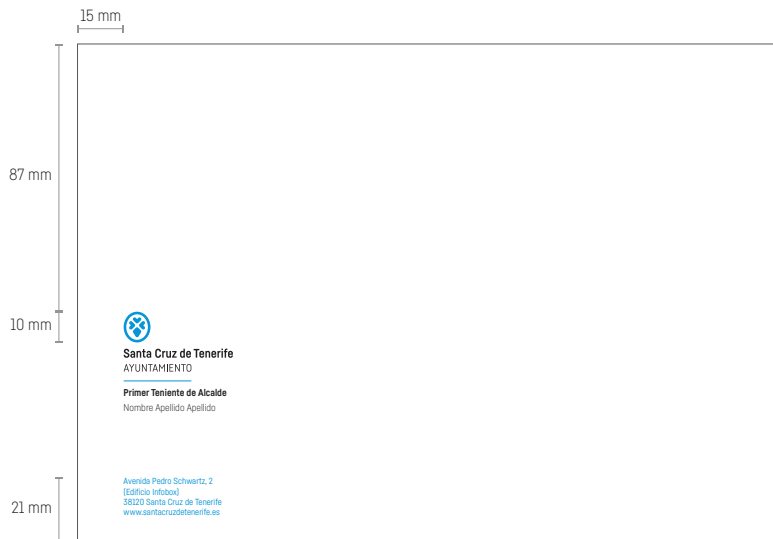 15 mm
87 mm
10 mm
Santa Cruz de Tenerife
AYUNTAMIENTO
Primer Teniente de Alcalde
Nombre Apellido Apellido
21 mm
Avenida Pedro Schwartz, 2
(Edificio Infobox)
38120 Santa Cruz de Tenerife
www.santacruzdetenerife.es